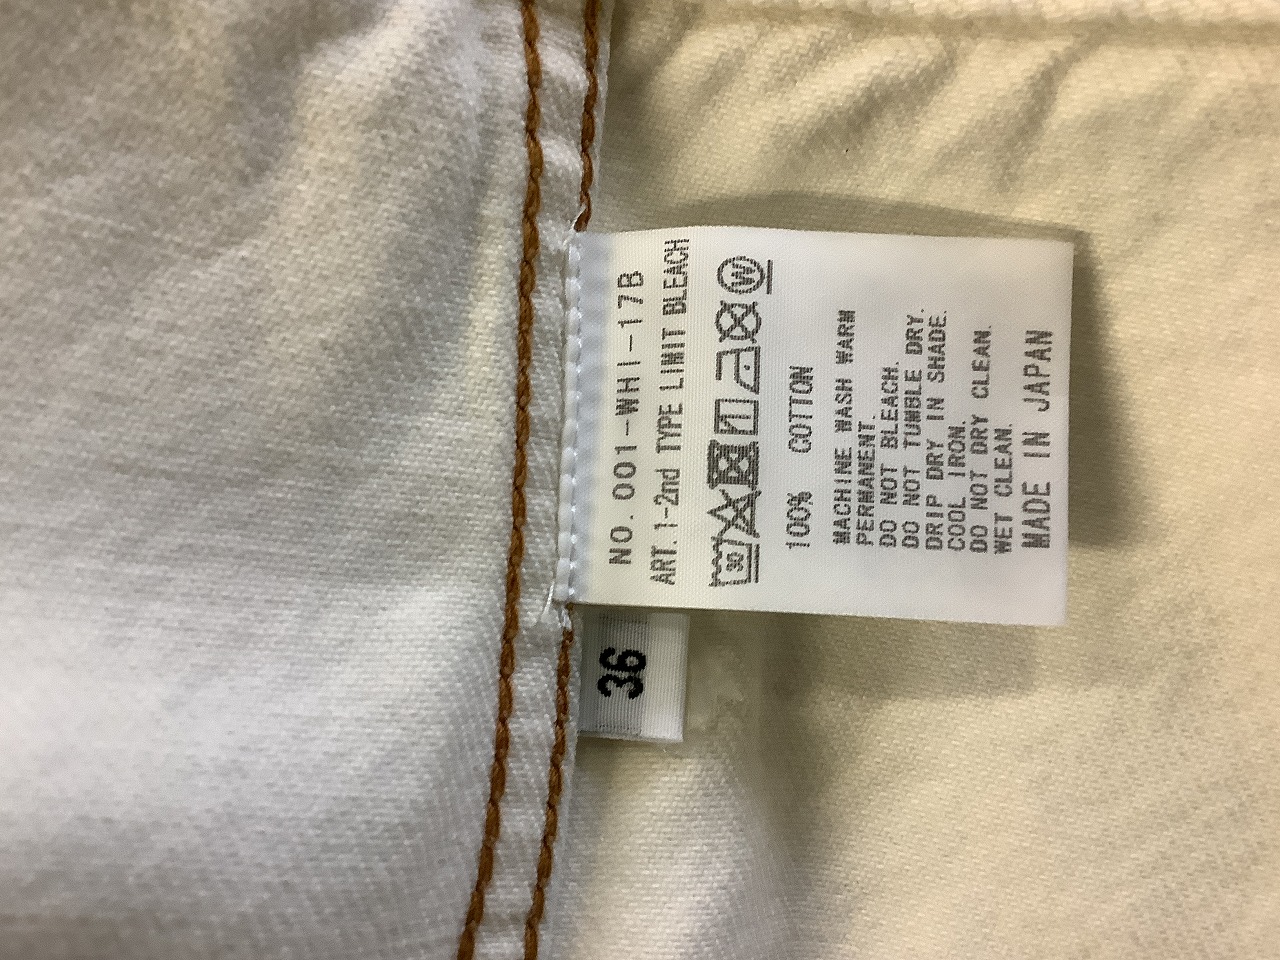 NO.001-WHI-17B
ART.1-2nd TYPE LIMIT BLEACH
30 W
100% COTTON
MACHINE WASH WARM
PERMANENT.
DO NOT BLEACH.
DO NOT TUMBLE DRY.
DRIP DRY IN SHADE.
COOL IRON.
DO NOT DRY CLEAN.
WET CLEAN.
MADE IN JAPAN
36